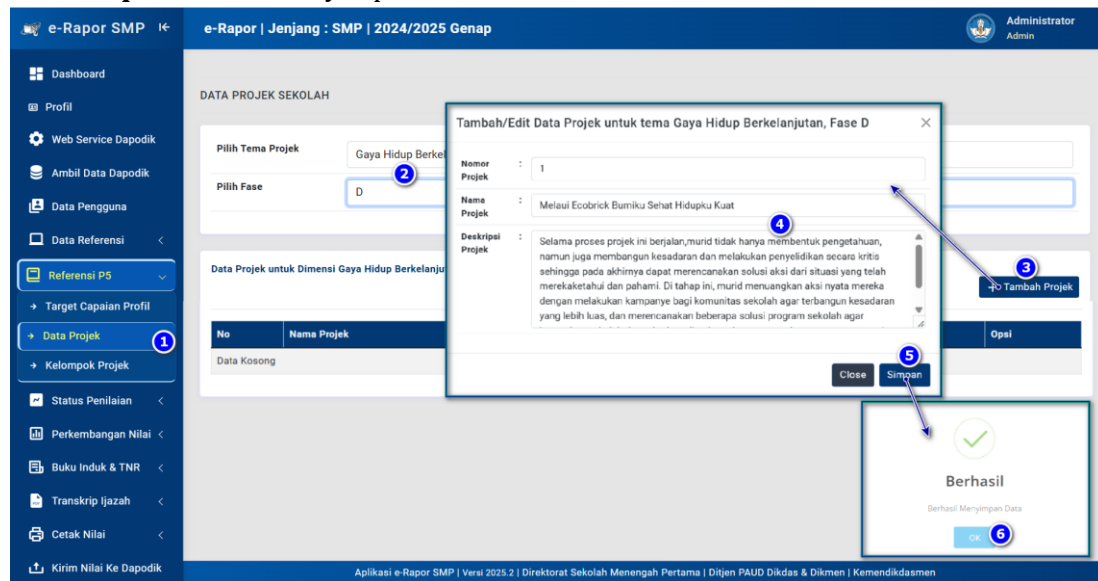 e-Rapor SMP
e-Rapor | Jenjang : SMP | 2024/2025 Genap
Administrator
Admin
Dashboard
Profil
Web Service Dapodik
Ambil Data Dapodik
Data Pengguna
Data Referensi
Referensi P5
Target Capaian Profil
Data Projek
1
Kelompok Projek
Status Penilaian
Perkembangan Nilai
Buku Induk & TNR
Transkrip Ijazah
Cetak Nilai
Kirim Nilai Ke Dapodik
DATA PROJEK SEKOLAH
Pilih Tema Projek
Gaya Hidup Berkel
2
Pilih Fase
D
Data Projek untuk Dimensi Gaya Hidup Berkelanju
3
+ Tambah Projek
No Nama Projek Opsi
Data Kosong
Tambah/Edit Data Projek untuk tema Gaya Hidup Berkelanjutan, Fase D
×
Nomor : 1
Projek
Nama : Melaui Ecobrick Bumiku Sehat Hidupku Kuat
Projek
4
Deskripsi : Selama proses projek ini berjalan,murid tidak hanya membentuk pengetahuan,
Projek namun juga membangun kesadaran dan melakukan penyelidikan secara kritis
sehingga pada akhirnya dapat merencanakan solusi aksi dari situasi yang telah
merekaketahui dan pahami. Di tahap ini, murid menuangkan aksi nyata mereka
dengan melakukan kampanye bagi komunitas sekolah agar terbangun kesadaran
yang lebih luas, dan merencanakan beberapa solusi program sekolah agar
5
Close Simpan
Berhasil
Berhasil Menyimpan Data
OK 6
Aplikasi e-Rapor SMP | Versi 2025.2 | Direktorat Sekolah Menengah Pertama | Ditjen PAUD Dikdas & Dikmen | Kemendikdasmen